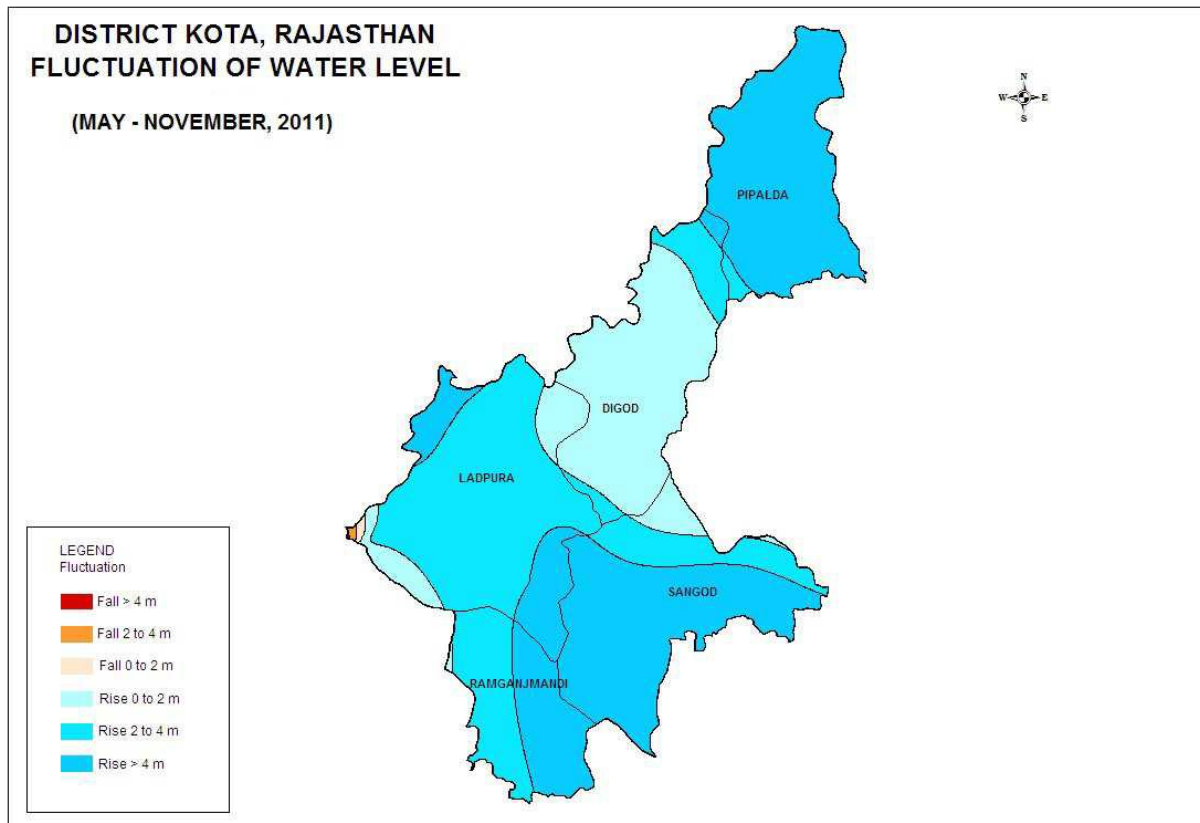 DISTRICT KOTA, RAJASTHAN
FLUCTUATION OF WATER LEVEL
(MAY - NOVEMBER, 2011)
N
W E
S
PIPALDA
DIGOD
LADPURA
SANGOD
RAMGANJMANDI
LEGEND
Fluctuation
Fall > 4 m
Fall 2 to 4 m
Fall 0 to 2 m
Rise 0 to 2 m
Rise 2 to 4 m
Rise > 4 m